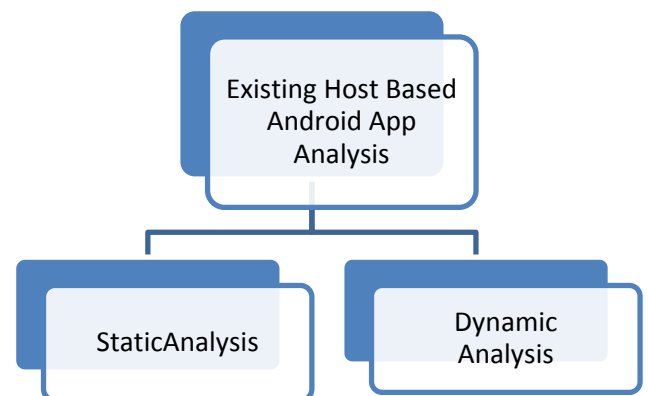 Existing Host Based
Android App
Analysis
StaticAnalysis
Dynamic
Analysis